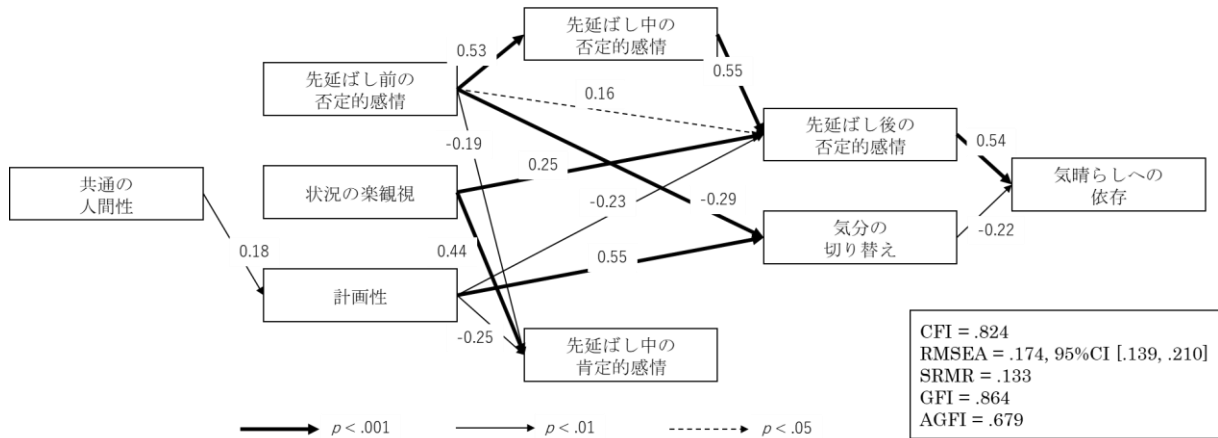 先延ばし中の
否定的感情
0.53
0.55
先延ばし前の
否定的感情
0.16
先延ばし後の
否定的感情
0.54
-0.19
共通の
人間性
状況の楽観視
0.25
気晴らしへの
依存
-0.23
-0.29
気分の
切り替え
-0.22
0.18
0.44
0.55
計画性
-0.25
先延ばし中の
肯定的感情
CFI = .824
RMSEA = .174, 95%CI [.139, .210]
SRMR = .133
GFI = .864
AGFI = .679
p < .001
p < .01
p < .05